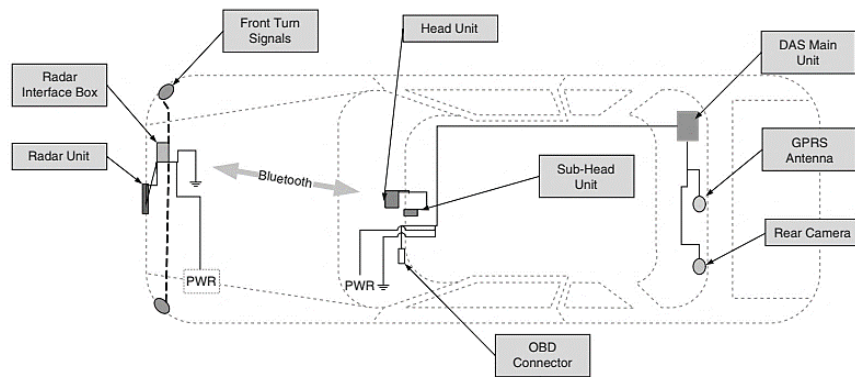 Front Turn
Signals
Head Unit
DAS Main
Unit
Radar
Interface Box
Radar Unit
GPRS
Antenna
Bluetooth
Sub-Head
Unit
Rear Camera
PWR
PWR
OBD
Connector